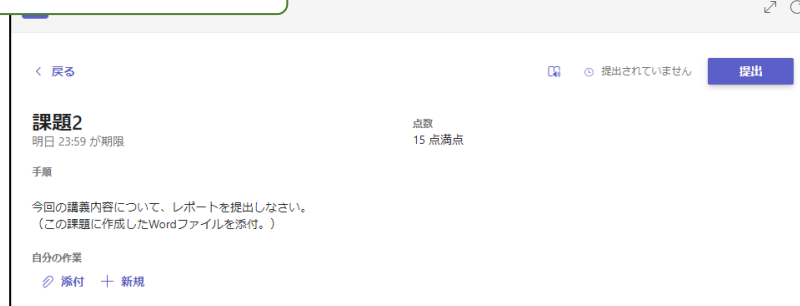 戻る
提出されていません
提出
課題2
明日 23:59 が期限
点数
15 点満点
手順
今回の講義内容について、レポートを提出しなさい。
（この課題に作成したWordファイルを添付。）
自分の作業
添付
新規